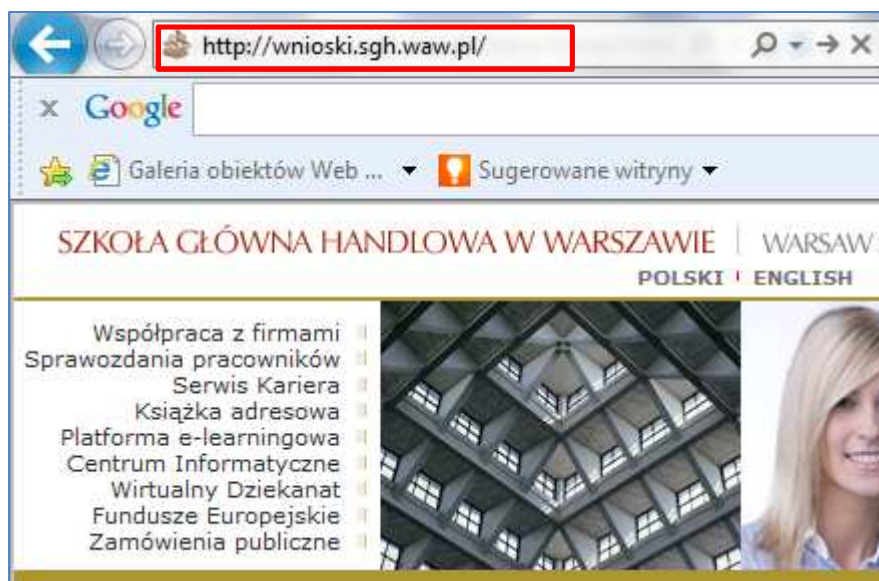 http://wnioski.sgh.waw.pl/
x Google
Galeria obiektów Web ... Sugerowane witryny
SZKOŁA GŁÓWNA HANDLOWA W WARSZAWIE | WARSAW
POLSKI ENGLISH
Współpraca z firmami
Sprawozdania pracowników
Serwis Kariera
Książka adresowa
Platforma e-learningowa
Centrum Informatyczne
Wirtualny Dziekanat
Fundusze Europejskie
Zamówienia publiczne